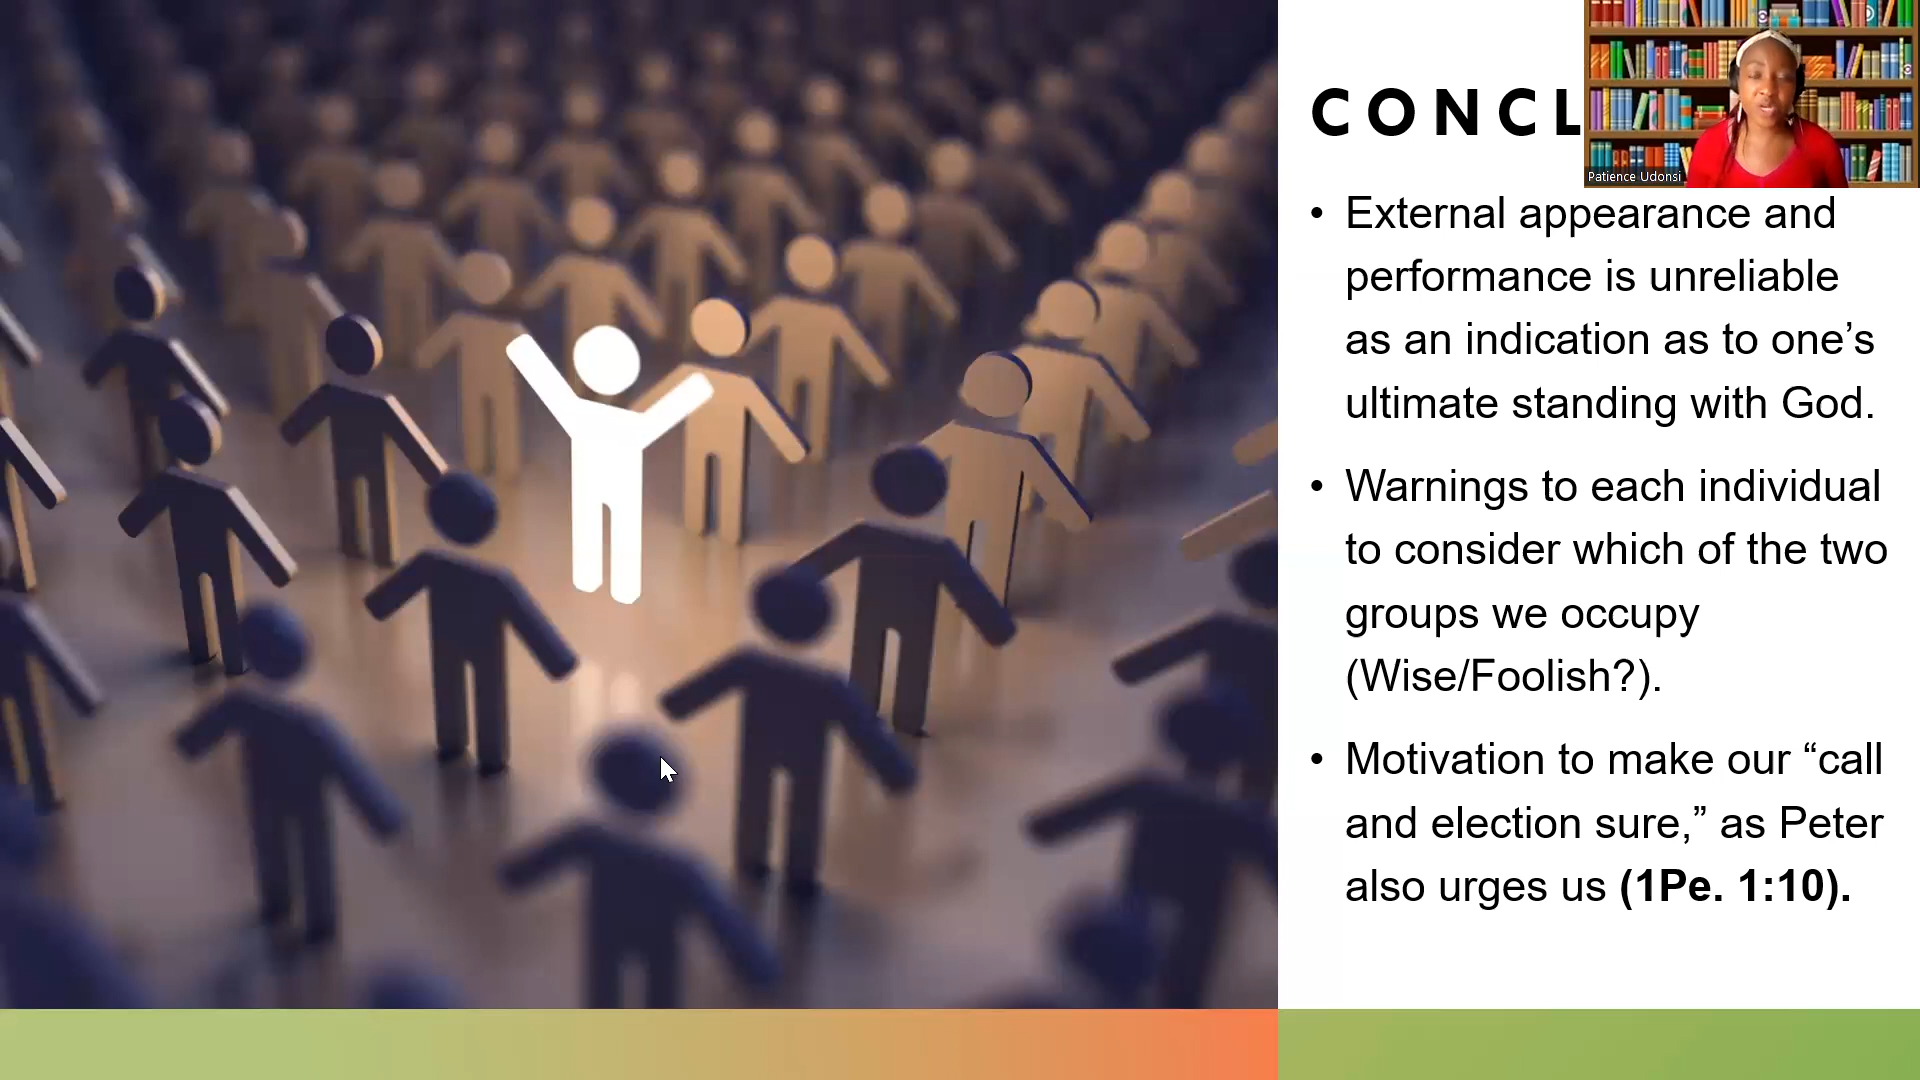 CONCL
Patience Udonsi
• External appearance and
performance is unreliable
as an indication as to one’s
ultimate standing with God.
• Warnings to each individual
to consider which of the two
groups we occupy
(Wise/Foolish?).
• Motivation to make our “call
and election sure,” as Peter
also urges us (1Pe. 1:10).